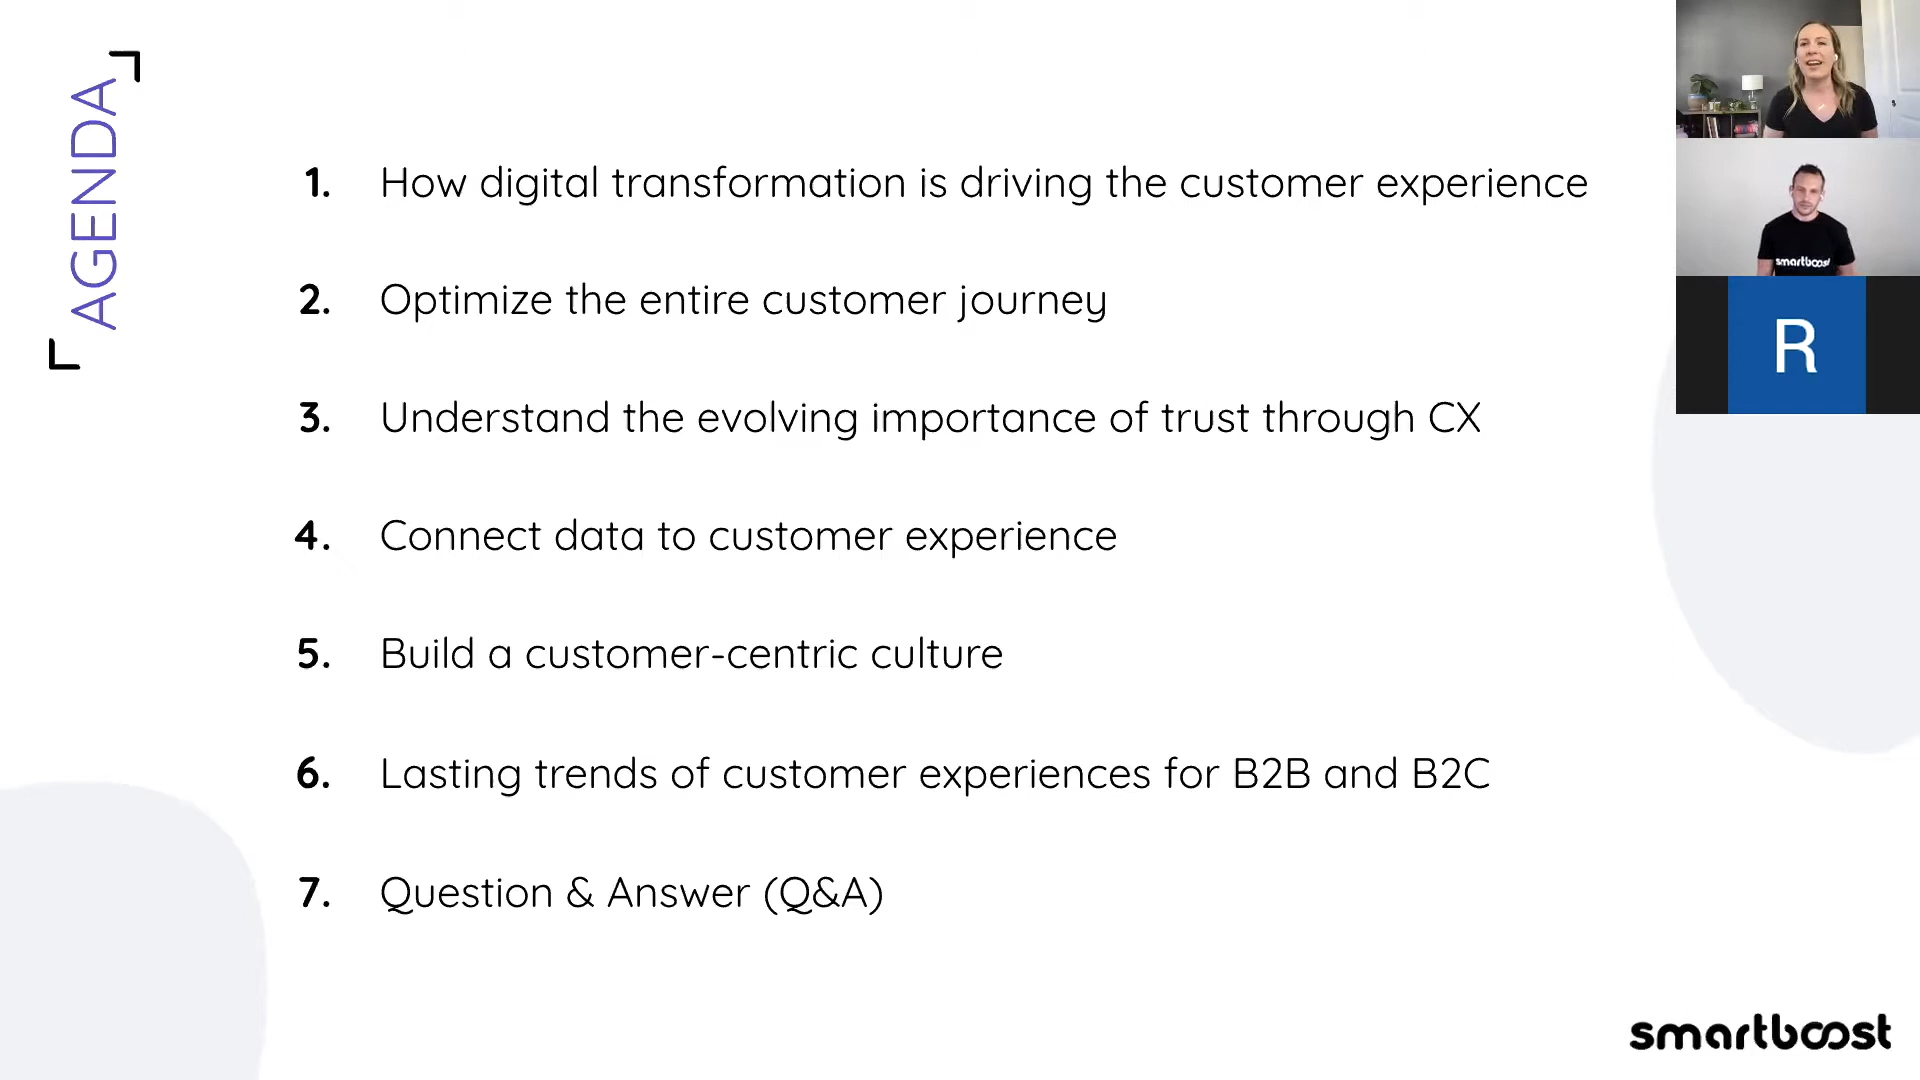 AGENDA
1. How digital transformation is driving the customer experience
2. Optimize the entire customer journey
3. Understand the evolving importance of trust through CX
4. Connect data to customer experience
5. Build a customer-centric culture
6. Lasting trends of customer experiences for B2B and B2C
7. Question & Answer (Q&A)
smartboost
R
smartboost